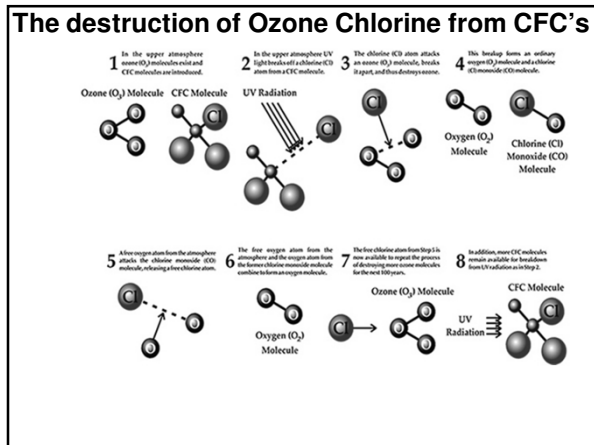 The destruction of Ozone Chlorine from CFC's
1
In the upper atmosphere
ozone (O₃) molecules exist and
CFC molecules are introduced.
Ozone (O₃) Molecule
CFC Molecule
Cl
O
O
O
2
In the upper atmosphere UV
light breaks off a chlorine (Cl)
atom from a CFC molecule.
UV Radiation
Cl
3
The chlorine (Cl) atom attacks
an ozone (O₃) molecule, breaks
it apart, and thus destroys ozone.
Cl
O
O
O
4
This breakup forms an ordinary
oxygen (O₂) molecule and a chlorine
(Cl) monoxide (CO) molecule.
O
O
Cl
O
Oxygen (O₂)
Molecule
Chlorine (Cl)
Monoxide (CO)
Molecule
5
A free oxygen atom from the atmosphere
attacks the chlorine monoxide (CO)
molecule, releasing a free chlorine atom.
Cl
O
O
6
The free oxygen atom from the
atmosphere and the oxygen atom from
the former chlorine monoxide molecule
combine to form an oxygen molecule.
O
O
Oxygen (O₂)
Molecule
7
The free chlorine atom from Step 5 is
now available to repeat the process
of destroying more ozone molecules
for the next 100 years.
Ozone (O₃) Molecule
Cl
O
O
O
8
In addition, more CFC molecules
remain available for breakdown
from UV radiation as in Step 2.
CFC Molecule
UV
Radiation
Cl